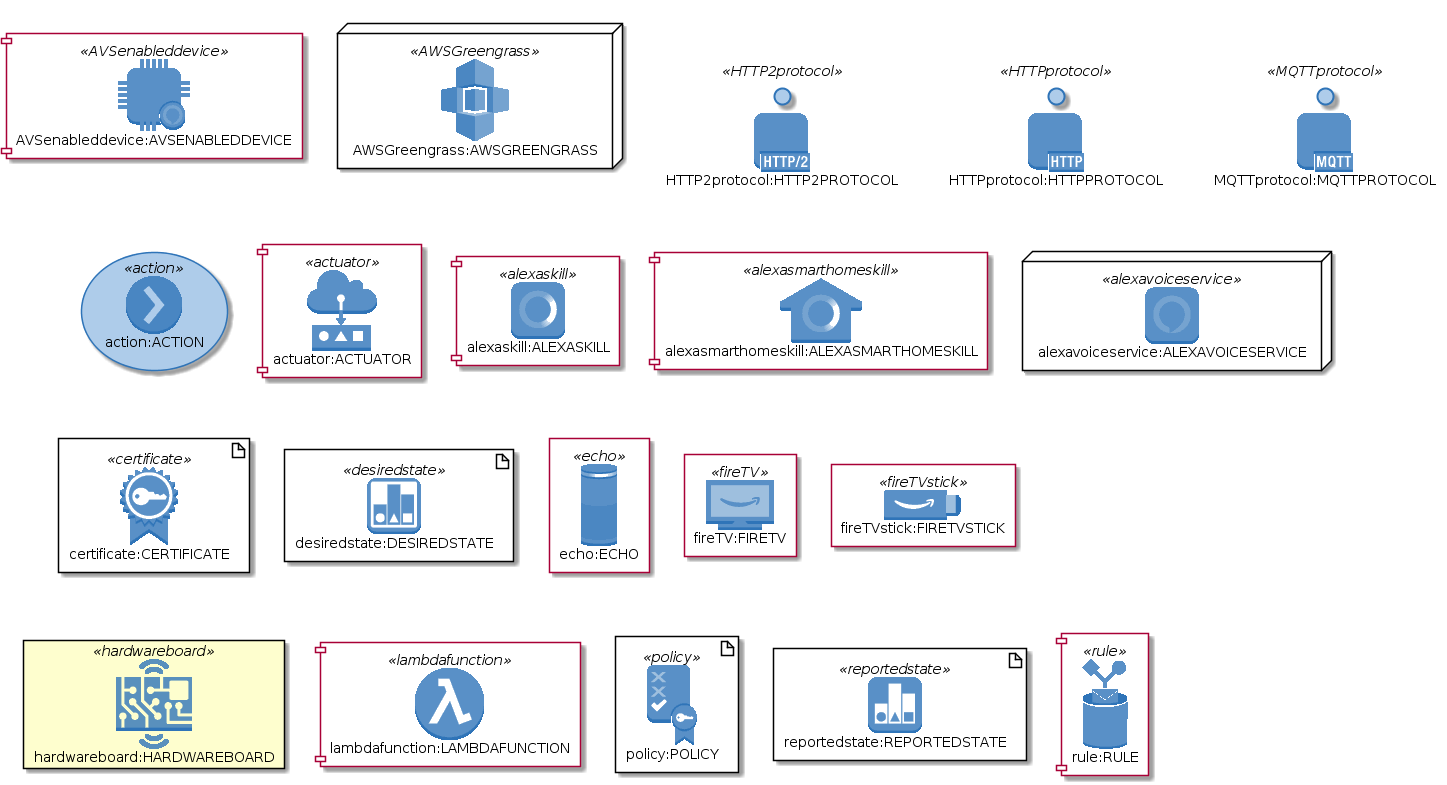 «AVSenableddevice»
AVSenableddevice:AVSENABLEDDEVICE
«AWSGreengrass»
AWSGreengrass:AWSGREENGRASS
«HTTP2protocol»
HTTP/2
HTTP2protocol:HTTP2PROTOCOL
«HTTPprotocol»
HTTP
HTTPprotocol:HTTPPROTOCOL
«MQTTprotocol»
MQTT
MQTTprotocol:MQTTPROTOCOL
«action»
action:ACTION
«actuator»
actuator:ACTUATOR
«alexaskill»
alexaskill:ALEXASKILL
«alexasmarthomeskill»
alexasmarthomeskill:ALEXASMARTHOMESKILL
«alexavoiceservice»
alexavoiceservice:ALEXAVOICESERVICE
«certificate»
certificate:CERTIFICATE
«desiredstate»
desiredstate:DESIREDSTATE
«echo»
echo:ECHO
«fireTV»
fireTV:FIRETV
«fireTVstick»
fireTVstick:FIRETVSTICK
«hardwareboard»
hardwareboard:HARDWAREBOARD
«lambdafunction»
λ
lambdafunction:LAMBDAFUNCTION
«policy»
policy:POLICY
«reportedstate»
reportedstate:REPORTEDSTATE
«rule»
rule:RULE